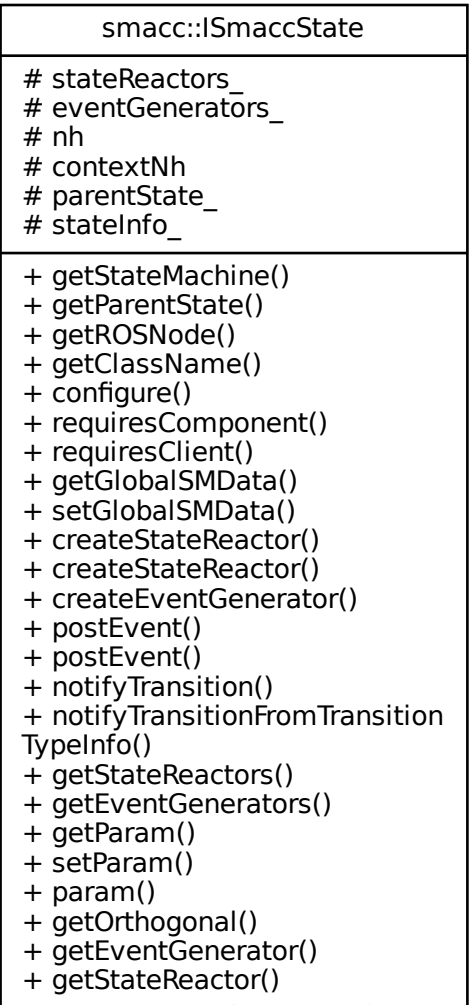 smacc::ISmaccState
# stateReactors_
# eventGenerators_
# nh
# contextNh
# parentState_
# stateInfo_
+ getStateMachine()
+ getParentState()
+ getROSNode()
+ getClassName()
+ configure()
+ requiresComponent()
+ requiresClient()
+ getGlobalSMData()
+ setGlobalSMData()
+ createStateReactor()
+ createStateReactor()
+ createEventGenerator()
+ postEvent()
+ postEvent()
+ notifyTransition()
+ notifyTransitionFromTransition
TypeInfo()
+ getStateReactors()
+ getEventGenerators()
+ getParam()
+ setParam()
+ param()
+ getOrthogonal()
+ getEventGenerator()
+ getStateReactor()